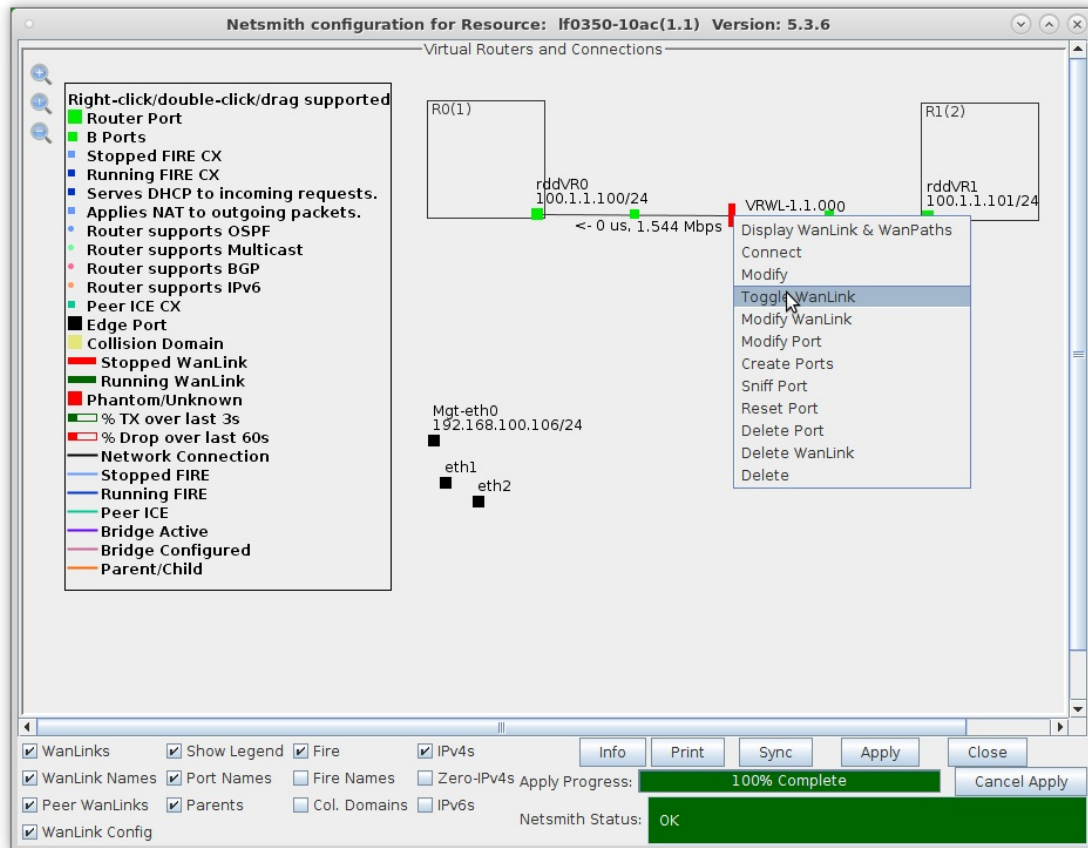 Netsmith configuration for Resource: lf0350-10ac(1.1) Version: 5.3.6
Virtual Routers and Connections
Right-click/double-click/drag supported
Router Port
B Ports
Stopped FIRE CX
Running FIRE CX
Serves DHCP to incoming requests.
Applies NAT to outgoing packets.
Router supports OSPF
Router supports Multicast
Router supports BGP
Router supports IPv6
Peer ICE CX
Edge Port
Collision Domain
Stopped WanLink
Running WanLink
Phantom/Unknown
% TX over last 3s
% Drop over last 60s
Network Connection
Stopped FIRE
Running FIRE
Peer ICE
Bridge Active
Bridge Configured
Parent/Child
R0(1)
rddVR0
100.1.1.100/24
<- 0 us, 1.544 Mbps
VRWL-1.1.000
R1(2)
rddVR1
100.1.1.101/24
Display WanLink & WanPaths
Connect
Modify
Toggle WanLink
Modify WanLink
Modify Port
Create Ports
Sniff Port
Reset Port
Delete Port
Delete WanLink
Delete
Mgt-eth0
192.168.100.106/24
eth1
eth2
WanLinks Show Legend Fire IPv4s Info Print Sync Apply Close
WanLink Names Port Names Fire Names Zero-IPv4s Apply Progress: 100% Complete Cancel Apply
Peer WanLinks Parents Col. Domains IPv6s Netsmith Status: OK
WanLink Config